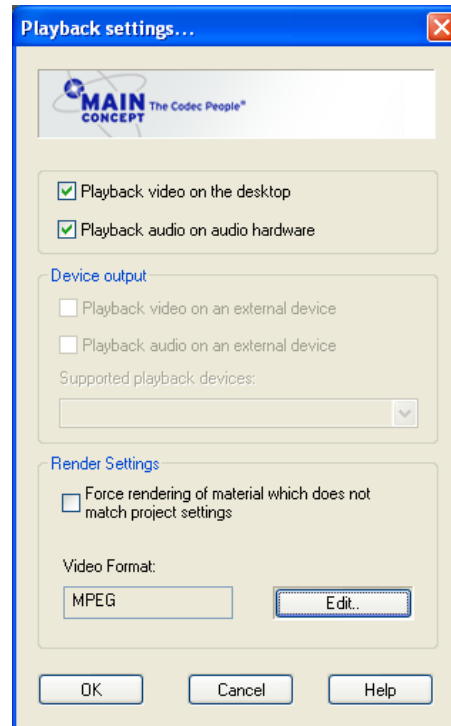 Playback settings...
MAIN
CONCEPT
The Codec People®
Playback video on the desktop
Playback audio on audio hardware
Device output
Playback video on an external device
Playback audio on an external device
Supported playback devices:
Render Settings
Force rendering of material which does not
match project settings
Video Format:
MPEG
Edit..
OK
Cancel
Help